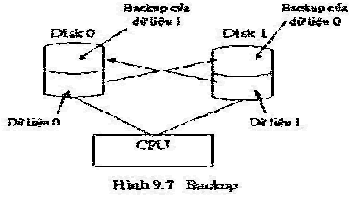 Backup của
dữ liệu 1
Backup của
dữ liệu 0
Disk 0
Disk 1
Dữ liệu 0
Dữ liệu 1
CPU
Hình 9.7 Backup